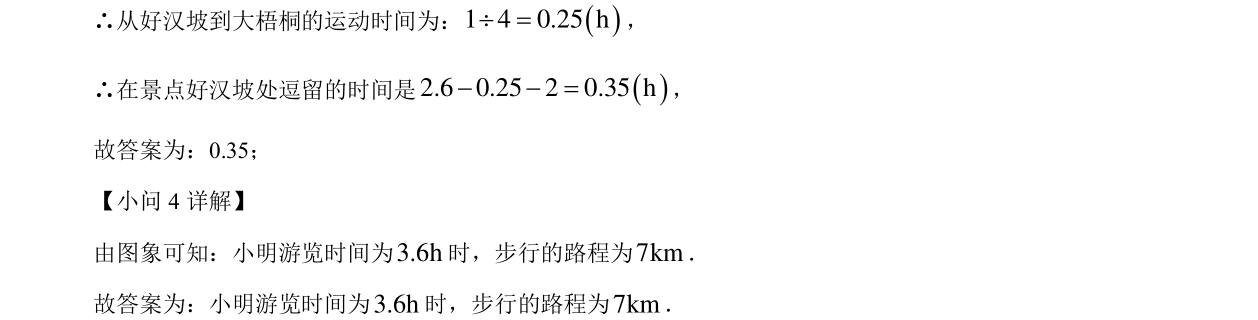 ∴从好汉坡到大梧桐的运动时间为：1÷4=0.25(h)，
∴在景点好汉坡处逗留的时间是2.6−0.25−2=0.35(h)，
故答案为：0.35；
【小问 4 详解】
由图象可知：小明游览时间为3.6h时，步行的路程为7km．
故答案为：小明游览时间为3.6h时，步行的路程为7km．